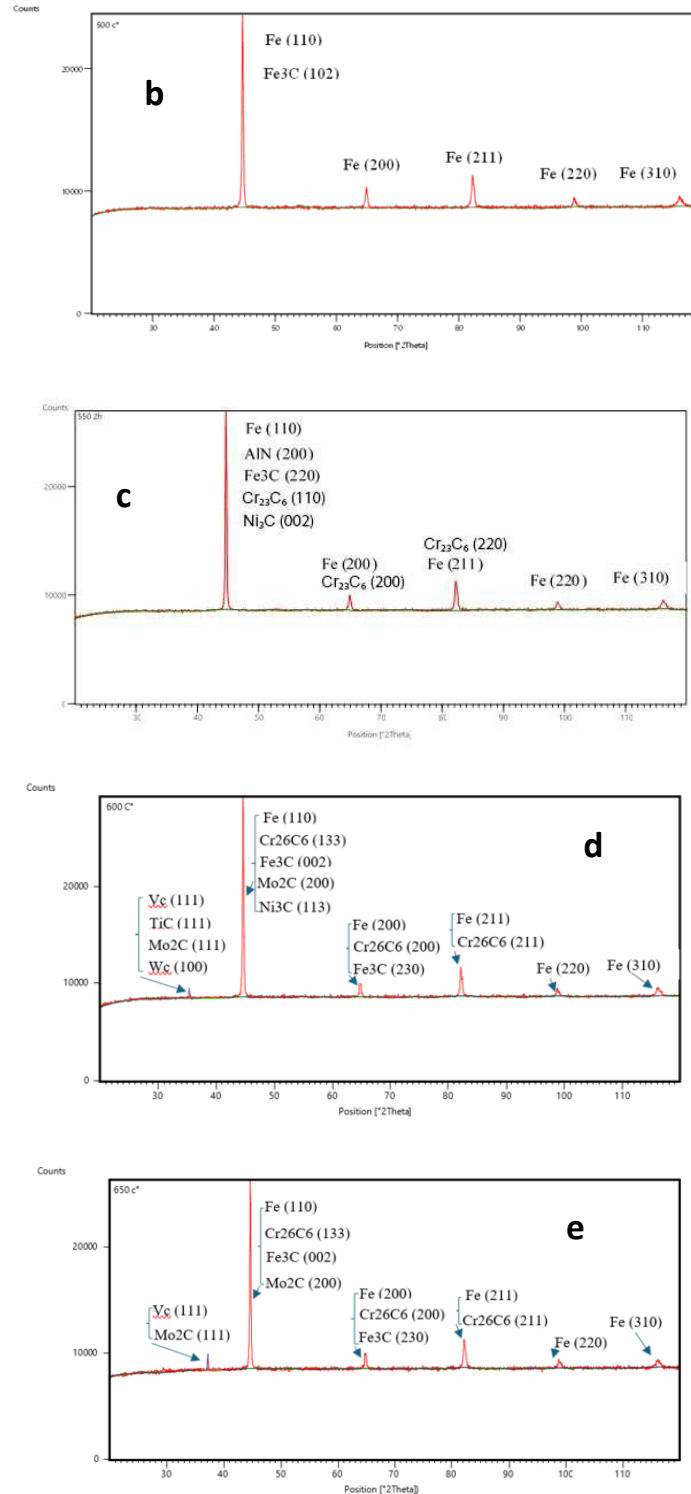 Counts
500 c°
Fe (110)
Fe3C (102)
b
20000
Fe (200)
Fe (211)
Fe (220)
Fe (310)
10000
0
30 40 50 60 70 80 90 100 110
Position [°2Theta]
Counts
550 2h
Fe (110)
AlN (200)
Fe3C (220)
Cr₂₃C₆ (110)
Ni₃C (002)
c
20000
Cr₂₃C₆ (220)
Fe (200)
Fe (211)
Cr₂₃C₆ (200)
Fe (220)
Fe (310)
10000
0
30 40 50 60 70 80 90 100 110
Position [°2Theta]
Counts
600 C°
d
Fe (110)
Cr26C6 (133)
Fe3C (002)
Mo2C (200)
Ni3C (113)
20000
Vc (111)
TiC (111)
Mo2C (111)
Wc (100)
Fe (200)
Cr26C6 (200)
Fe3C (230)
Fe (211)
Cr26C6 (211)
Fe (220)
Fe (310)
10000
0
30 40 50 60 70 80 90 100 110
Position [°2Theta]
Counts
650 c°
e
Fe (110)
Cr26C6 (133)
Fe3C (002)
Mo2C (200)
20000
Vc (111)
Mo2C (111)
Fe (200)
Cr26C6 (200)
Fe3C (230)
Fe (211)
Cr26C6 (211)
Fe (220)
Fe (310)
10000
0
30 40 50 60 70 80 90 100 110
Position [°2Theta])